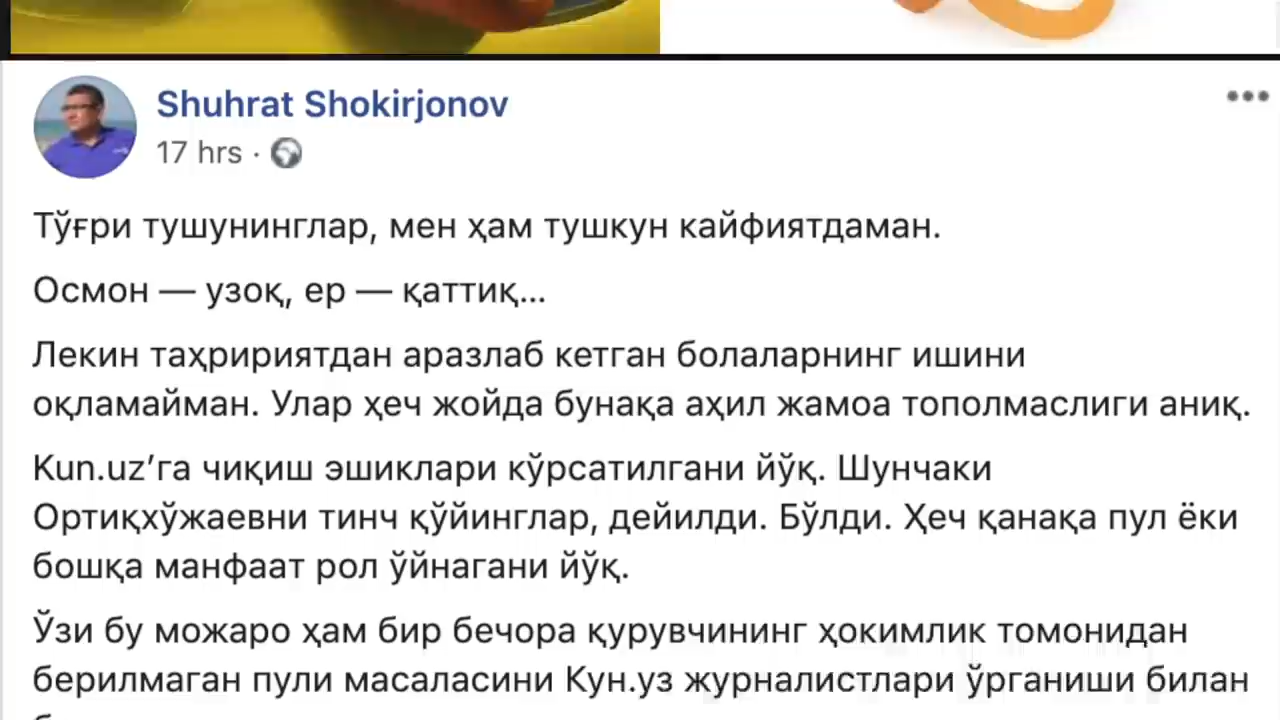 Shuhrat Shokirjonov
17 hrs ·
Тўғри тушунинглар, мен ҳам тушкун кайфиятдаман.
Осмон — узоқ, ер — қаттиқ...
Лекин таҳририятдан аразлаб кетган болаларнинг ишини
оқламайман. Улар ҳеч жойда бунақа аҳил жамоа тополмаслиги аниқ.
Kun.uz’га чиқиш эшиклари кўрсатилгани йўқ. Шунчаки
Ортиқхўжаевни тинч қўйинглар, дейилди. Бўлди. Ҳеч қанақа пул ёки
бошқа манфаат рол ўйнагани йўқ.
Ўзи бу можаро ҳам бир бечора қурувчининг ҳокимлик томонидан
берилмаган пули масаласини Кун.уз журналистлари ўрганиши билан